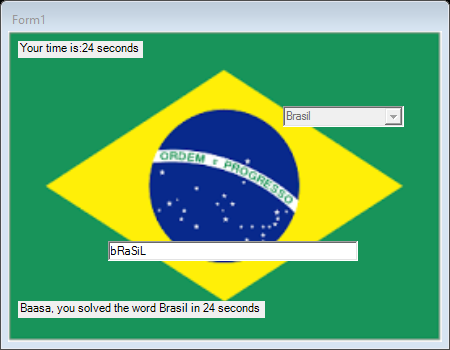 Form1
Your time is:24 seconds
Brasil
ORDEM E PROGRESSO
bRaSiL
Baasa, you solved the word Brasil in 24 seconds